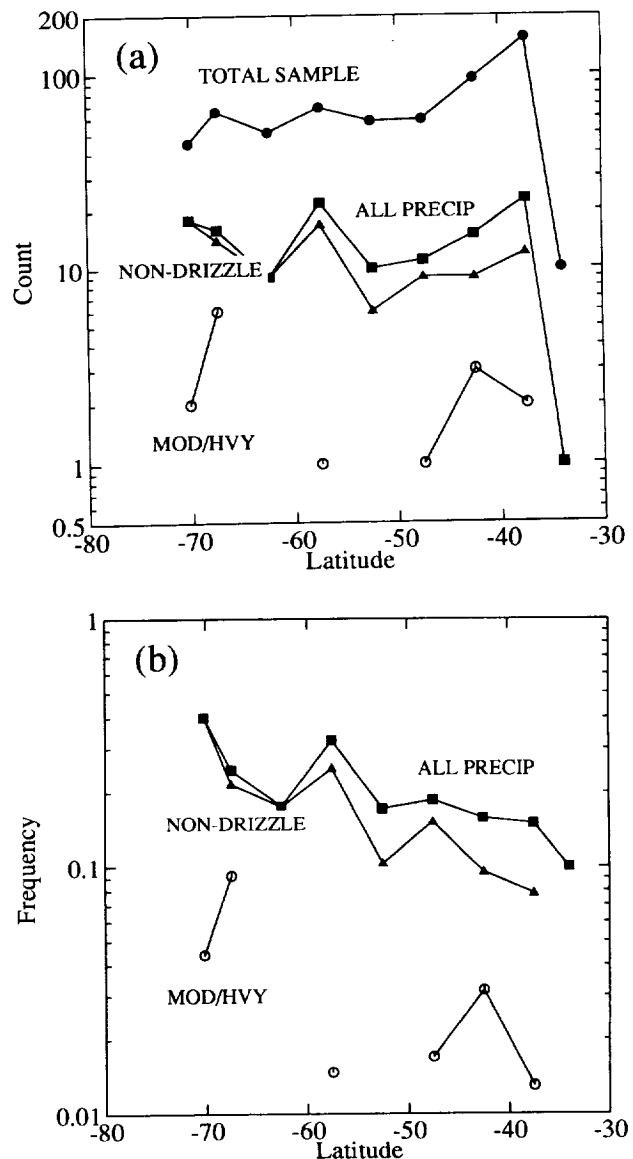 200
100
10
1
0.5
(a)
TOTAL SAMPLE
ALL PRECIP
NON-DRIZZLE
MOD/HVY
Count
-80 -70 -60 -50 -40 -30
Latitude
1
0.1
0.01
(b)
ALL PRECIP
NON-DRIZZLE
MOD/HVY
Frequency
-80 -70 -60 -50 -40 -30
Latitude